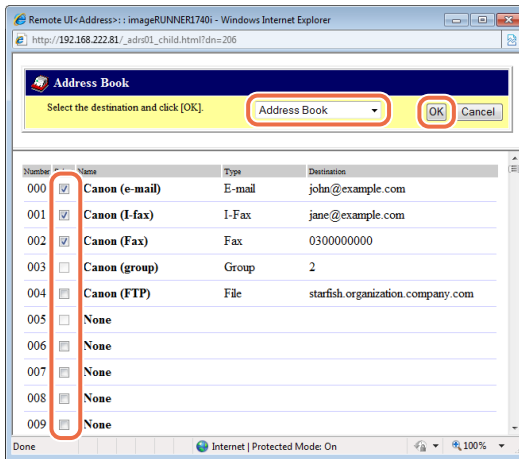 Remote UI<Address>: : imageRUNNER1740i - Windows Internet Explorer
http://192.168.222.81/_adrs01_child.html?dn=206
Address Book
Select the destination and click [OK].
Address Book
OK
Cancel
Number Name Type Destination
000 Canon (e-mail) E-mail john@example.com
001 Canon (I-fax) I-Fax jane@example.com
002 Canon (Fax) Fax 0300000000
003 Canon (group) Group 2
004 Canon (FTP) File starfish.organization.company.com
005 None
006 None
007 None
008 None
009 None
Done Internet | Protected Mode: On 100%